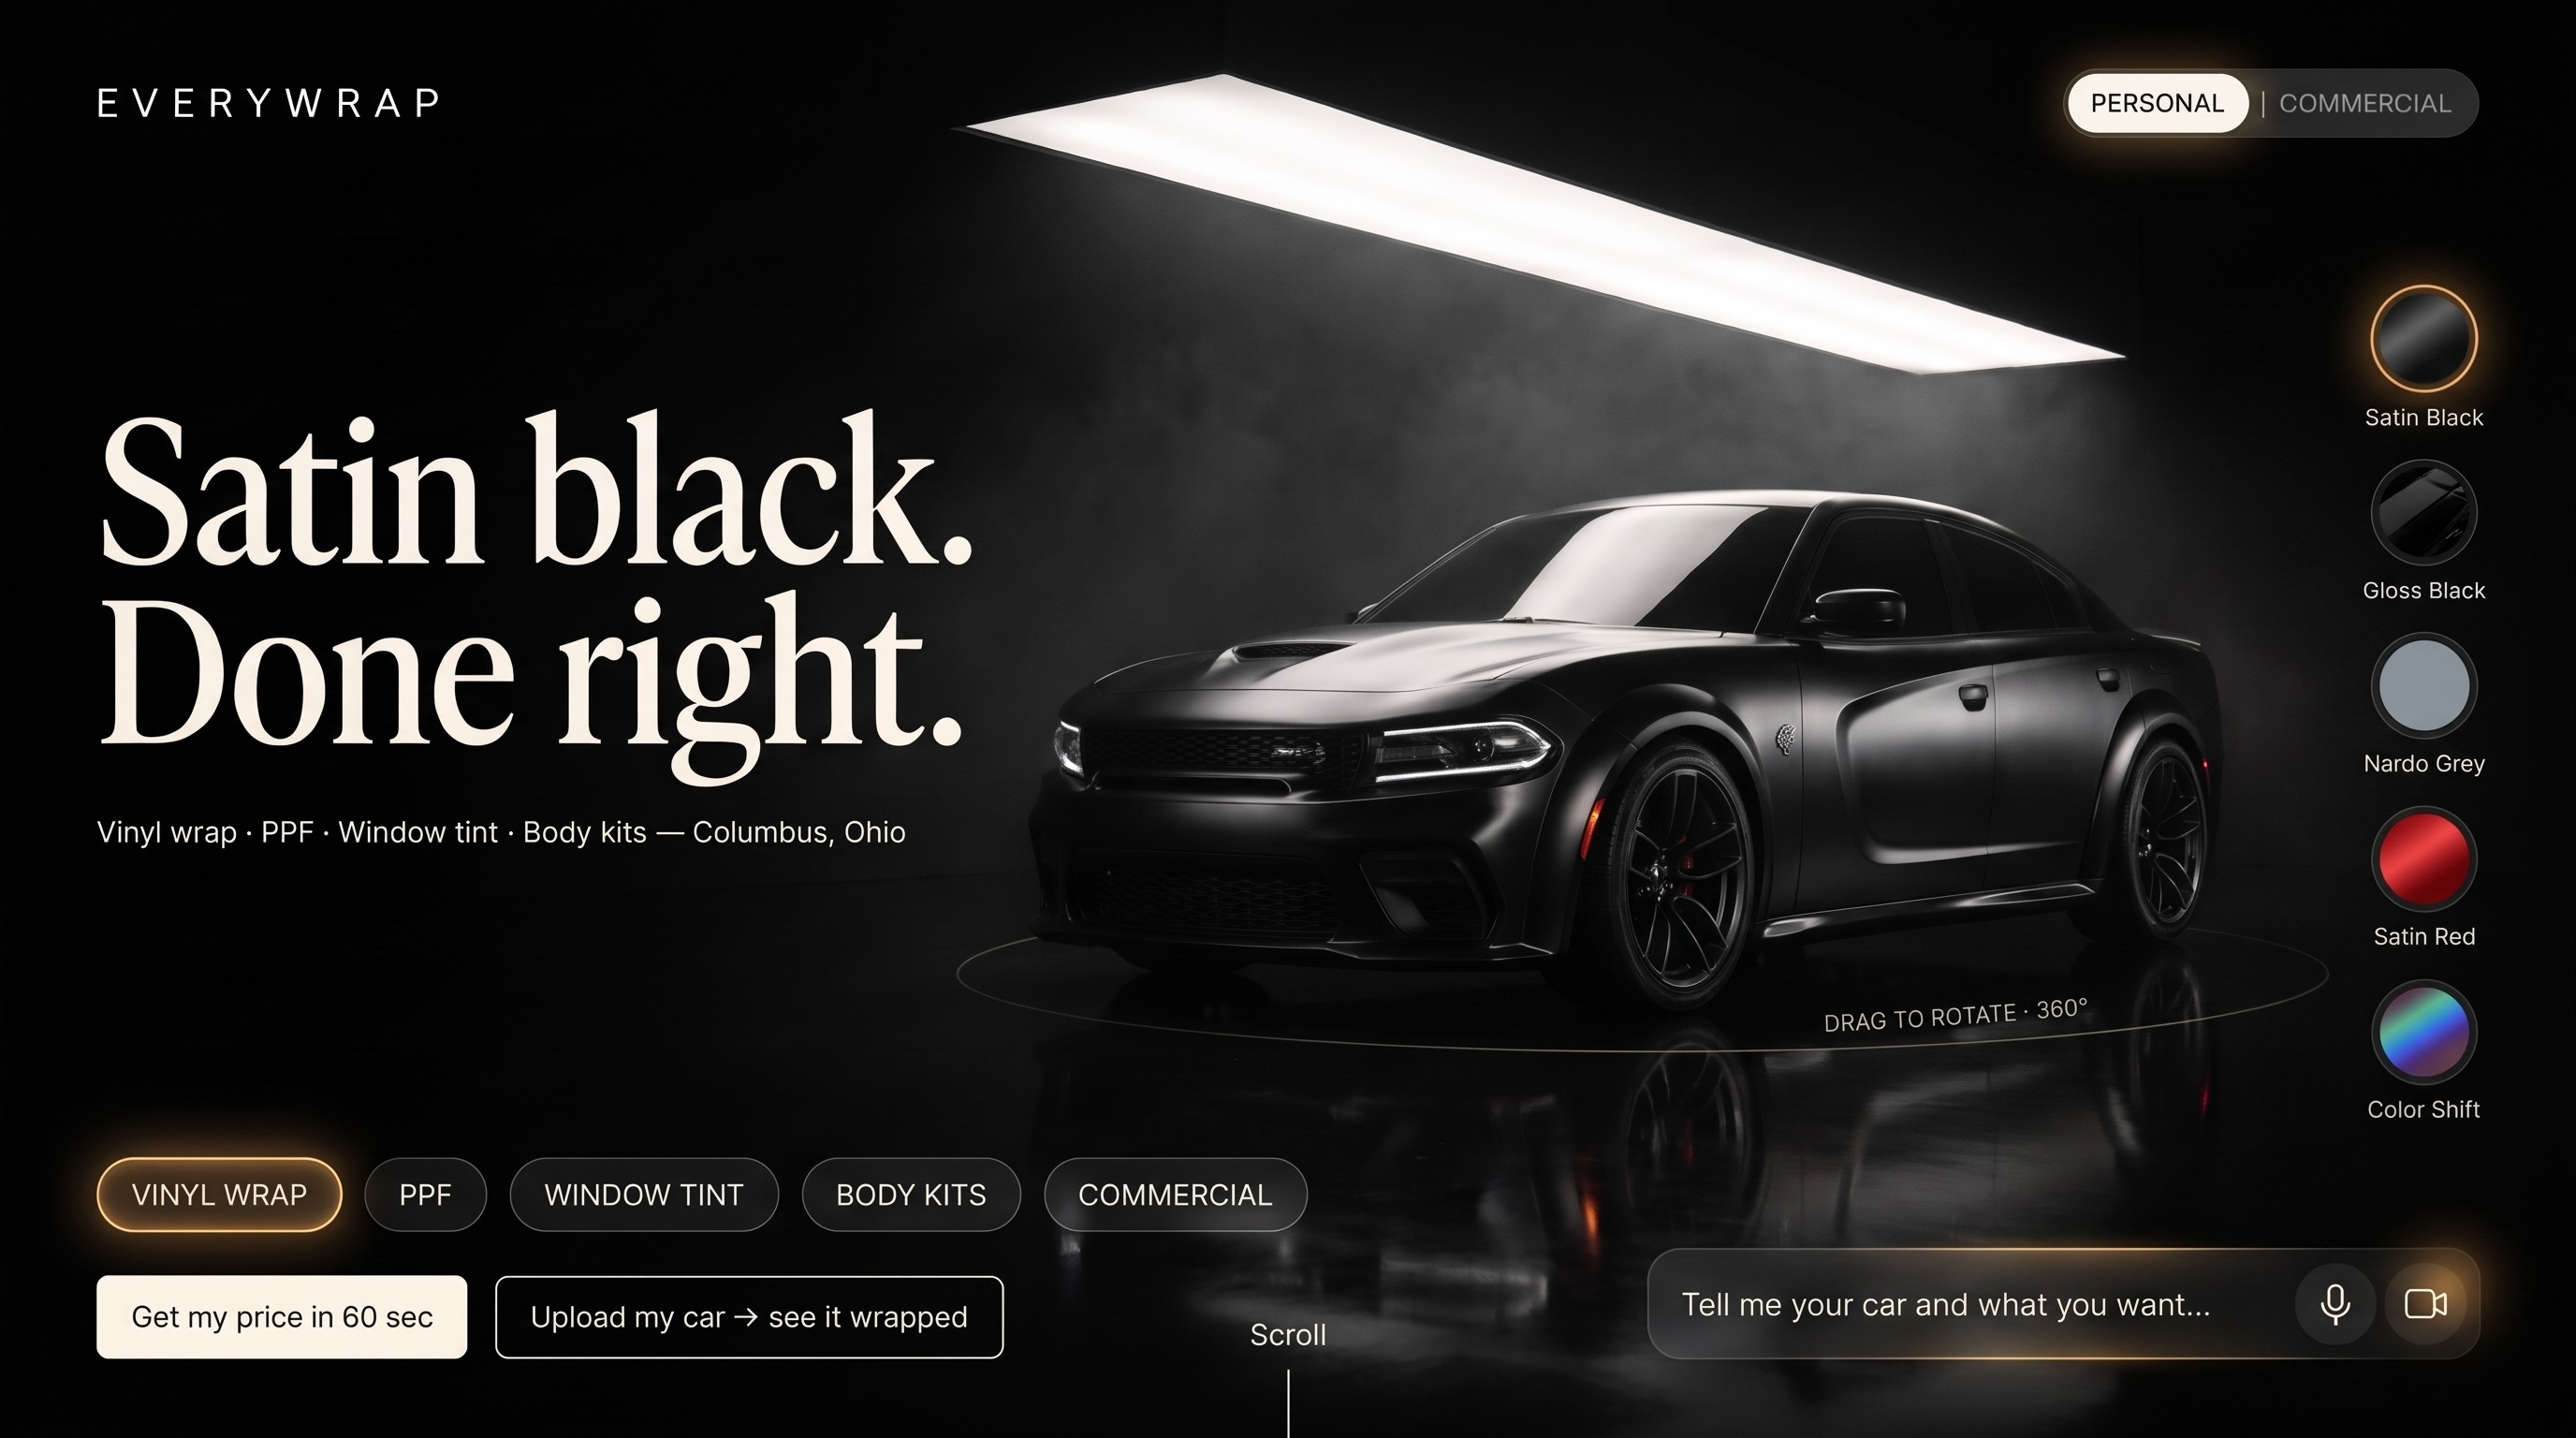 EVERYWRAP
PERSONAL | COMMERCIAL
Satin black.
Done right.
Vinyl wrap · PPF · Window tint · Body kits — Columbus, Ohio
Satin Black
Gloss Black
Nardo Grey
Satin Red
Color Shift
DRAG TO ROTATE · 360°
VINYL WRAP
PPF
WINDOW TINT
BODY KITS
COMMERCIAL
Get my price in 60 sec
Upload my car → see it wrapped
Scroll
Tell me your car and what you want...